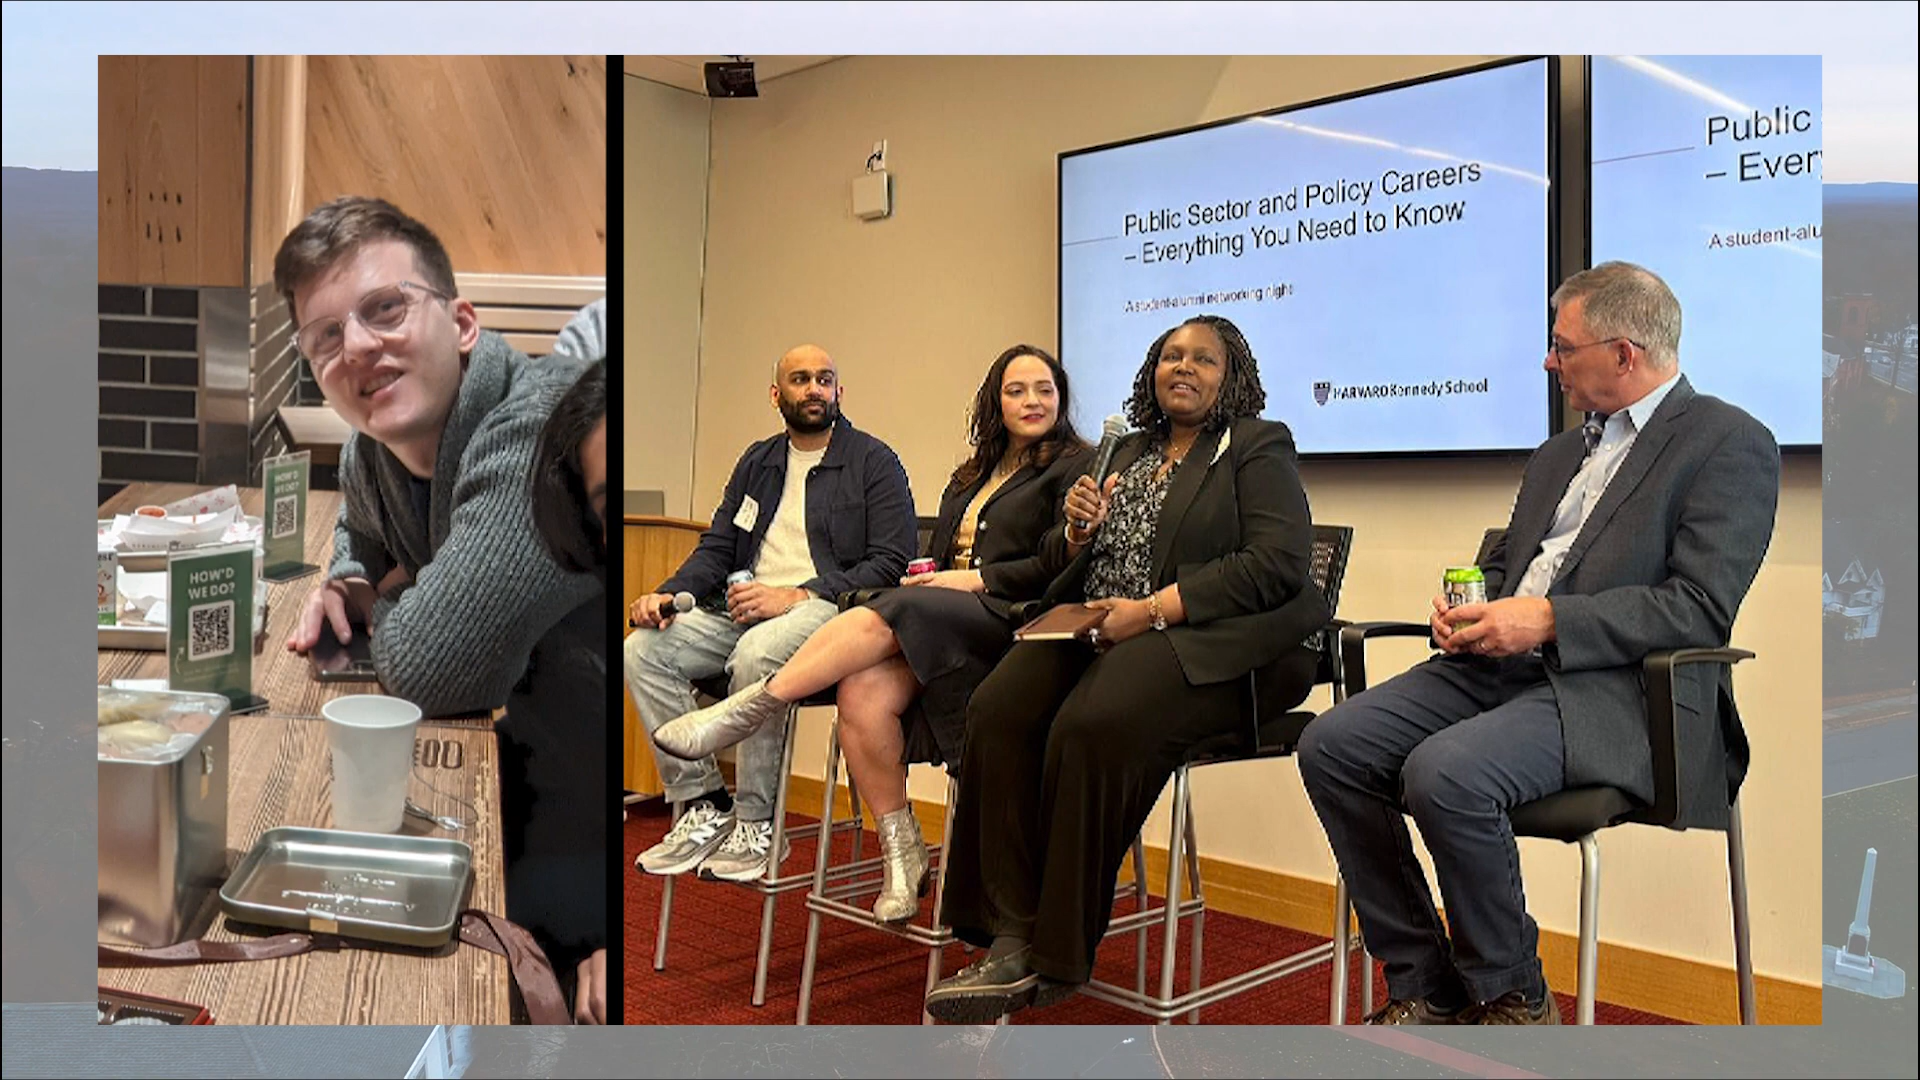 HOW'D
WE DO?
HOW'D
WE DO?
Public Sector and Policy Careers
– Everything You Need to Know
A student-alumni networking night
HARVARD Kennedy School
Public
– Every
A student-alu